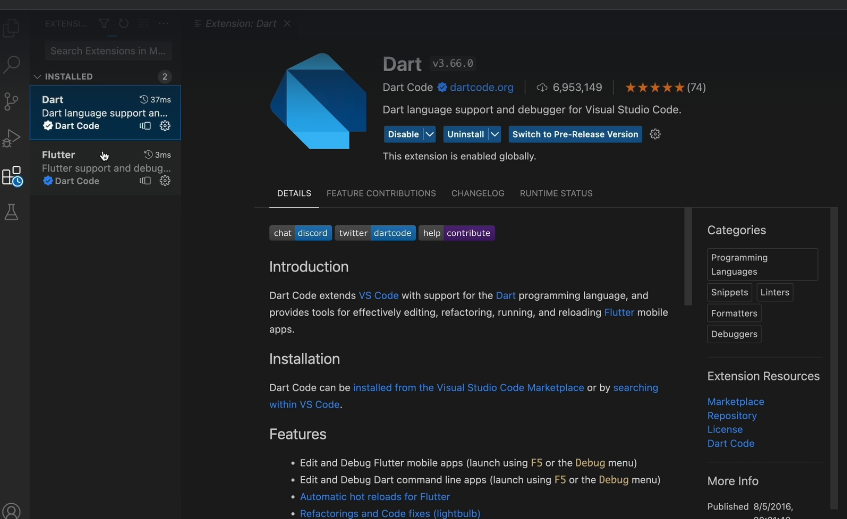 EXTENSI...
Extension: Dart
Search Extensions in M...
INSTALLED 2
Dart 37ms
Dart language support an...
Dart Code
Flutter 3ms
Flutter support and debug...
Dart Code
Dart v3.66.0
Dart Code dartcode.org 6,953,149 (74)
Dart language support and debugger for Visual Studio Code.
Disable Uninstall Switch to Pre-Release Version
This extension is enabled globally.
DETAILS FEATURE CONTRIBUTIONS CHANGELOG RUNTIME STATUS
chat discord twitter dartcode help contribute
Introduction
Dart Code extends VS Code with support for the Dart programming language, and
provides tools for effectively editing, refactoring, running, and reloading Flutter mobile
apps.
Installation
Dart Code can be installed from the Visual Studio Code Marketplace or by searching
within VS Code.
Features
• Edit and Debug Flutter mobile apps (launch using F5 or the Debug menu)
• Edit and Debug Dart command line apps (launch using F5 or the Debug menu)
• Automatic hot reloads for Flutter
• Refactorings and Code fixes (lightbulb)
Categories
Programming
Languages
Snippets Linters
Formatters
Debuggers
Extension Resources
Marketplace
Repository
License
Dart Code
More Info
Published 8/5/2016,